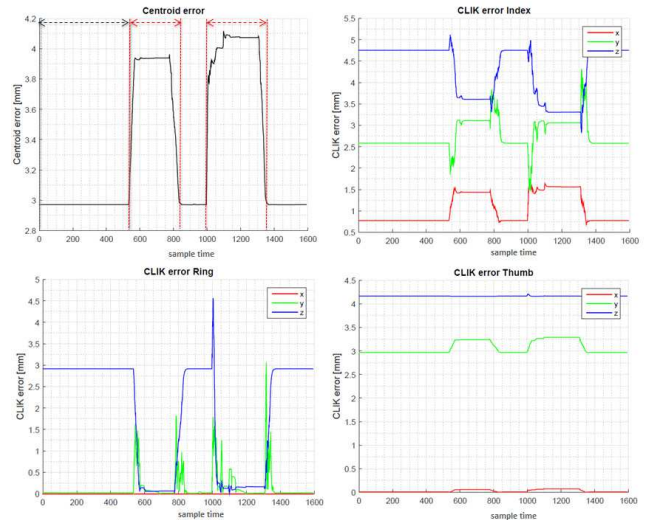 Centroid error
4.2
4
3.8
3.6
3.4
3.2
3
2.8
Centroid error [mm]
0 200 400 600 800 1000 1200 1400 1600
sample time
CLIK error Index
5.5
5
4.5
4
3.5
3
2.5
2
1.5
1
0.5
CLIK error [mm]
x
y
z
0 200 400 600 800 1000 1200 1400 1600
sample time
CLIK error Ring
5
4.5
4
3.5
3
2.5
2
1.5
1
0.5
0
CLIK error [mm]
x
y
z
0 200 400 600 800 1000 1200 1400 1600
sample time
CLIK error Thumb
4.5
4
3.5
3
2.5
2
1.5
1
0.5
0
CLIK error [mm]
x
y
z
0 200 400 600 800 1000 1200 1400 1600
sample time